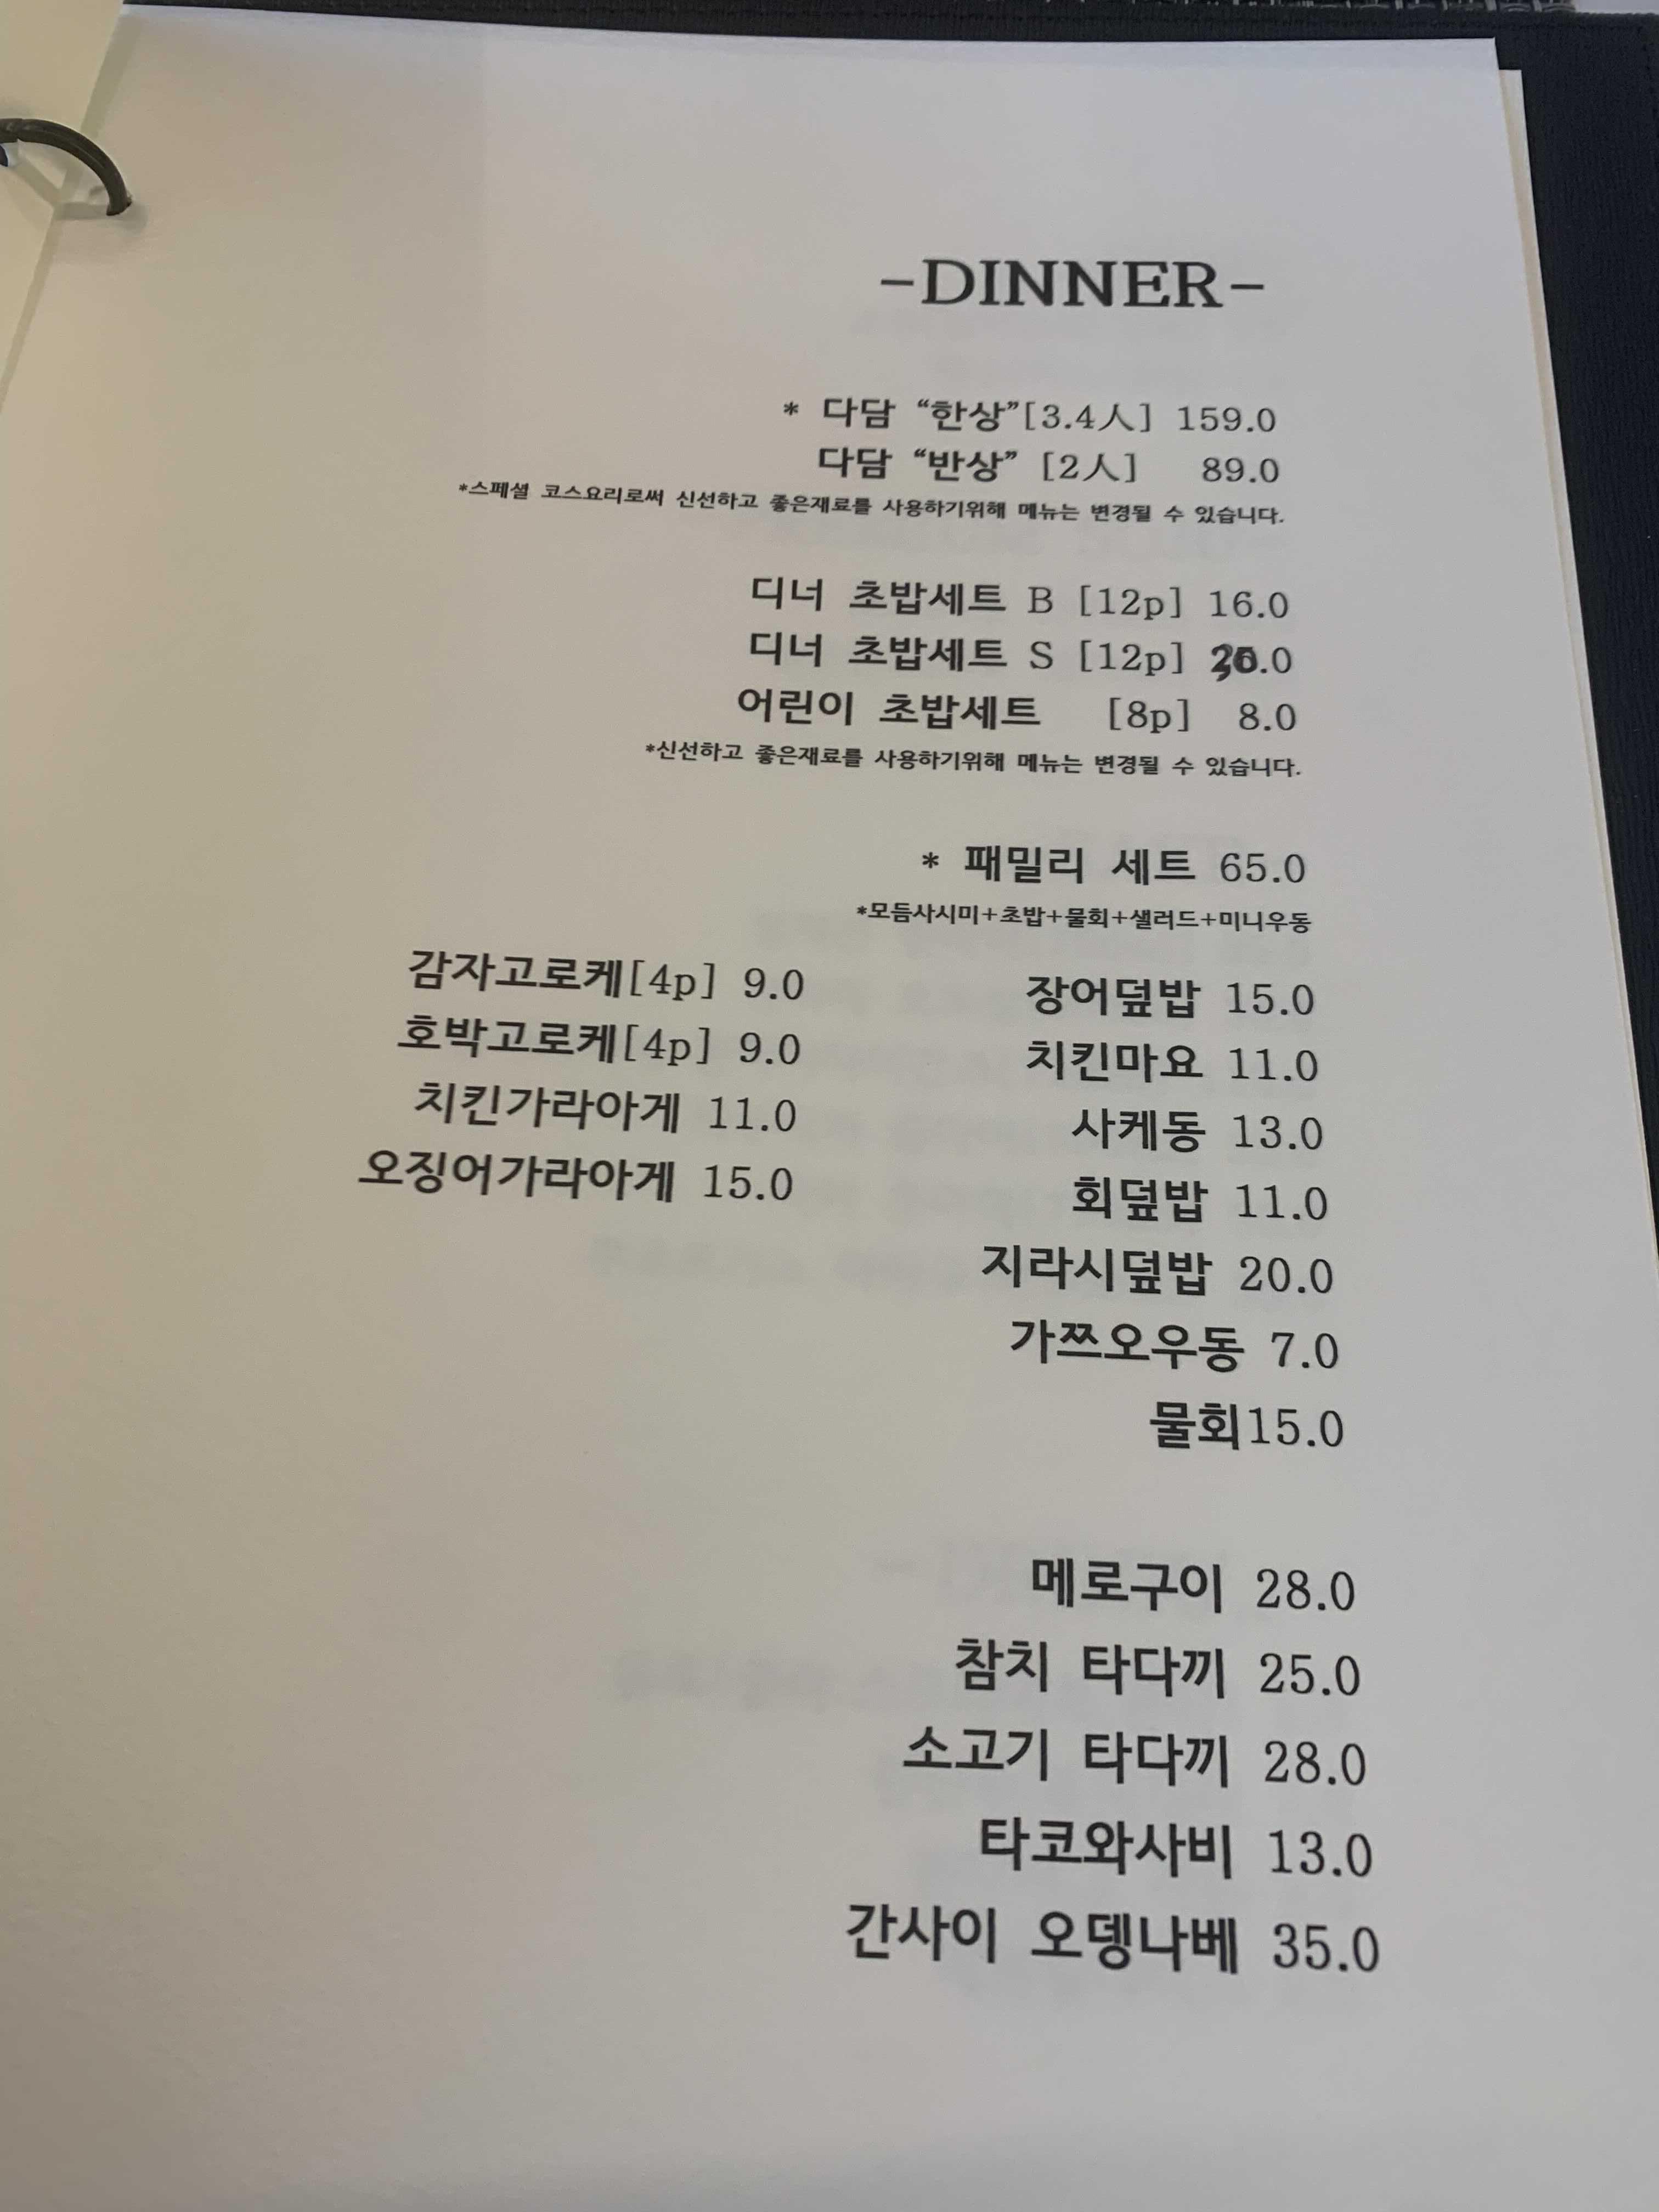 -DINNER-
* 다담 “한상”[3.4人] 159.0
다담 “반상” [2人] 89.0
*스페셜 코스요리로써 신선하고 좋은재료를 사용하기위해 메뉴는 변경될 수 있습니다.
디너 초밥세트 B [12p] 16.0
디너 초밥세트 S [12p]
어린이 초밥세트 [8p] 8.0
*신선하고 좋은재료를 사용하기위해 메뉴는 변경될 수 있습니다.
* 패밀리 세트 65.0
*모듬사시미+초밥+물회+샐러드+미니우동
감자고로케[4p] 9.0
호박고로케[4p] 9.0
치킨가라아게 11.0
오징어가라아게 15.0
장어덮밥 15.0
치킨마요 11.0
사케동 13.0
회덮밥 11.0
지라시덮밥 20.0
가쯔오우동 7.0
물회15.0
메로구이 28.0
참치 타다끼 25.0
소고기 타다끼 28.0
타코와사비 13.0
간사이 오뎅나베 35.0